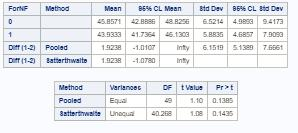 ForNF Method Mean 96% CL Mean Std Dev 96% CL Std Dev
0 45.8571 42.8886 48.8256 6.5214 4.9893 9.4173
1 43.9333 41.7364 46.1303 5.8835 4.6857 7.9093
Diff (1-2) Pooled 1.9238 -1.0107 Infty 6.1519 5.1389 7.6661
Diff (1-2) Satterthwaite 1.9238 -1.0780 Infty
Method Variances DF t Value Pr > t
Pooled Equal 49 1.10 0.1385
Satterthwaite Unequal 40.268 1.08 0.1435